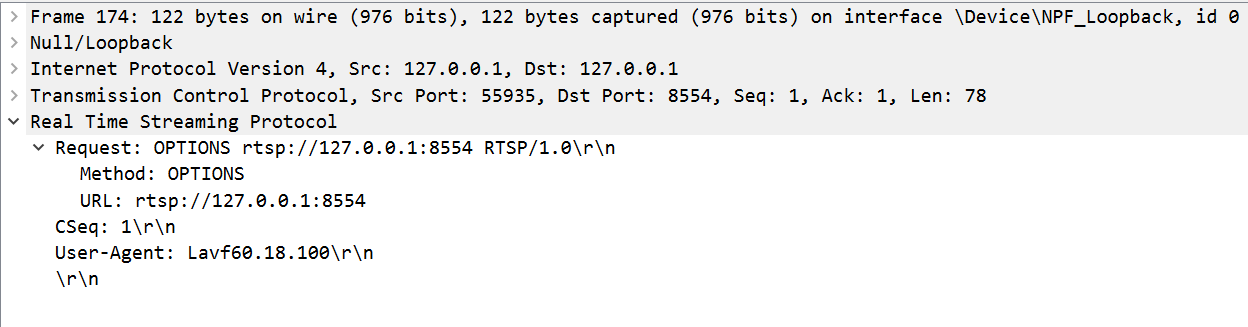 Frame 174: 122 bytes on wire (976 bits), 122 bytes captured (976 bits) on interface \Device\NPF_Loopback, id 0
Null/Loopback
Internet Protocol Version 4, Src: 127.0.0.1, Dst: 127.0.0.1
Transmission Control Protocol, Src Port: 55935, Dst Port: 8554, Seq: 1, Ack: 1, Len: 78
Real Time Streaming Protocol
Request: OPTIONS rtsp://127.0.0.1:8554 RTSP/1.0\r\n
Method: OPTIONS
URL: rtsp://127.0.0.1:8554
CSeq: 1\r\n
User-Agent: Lavf60.18.100\r\n
\r\n